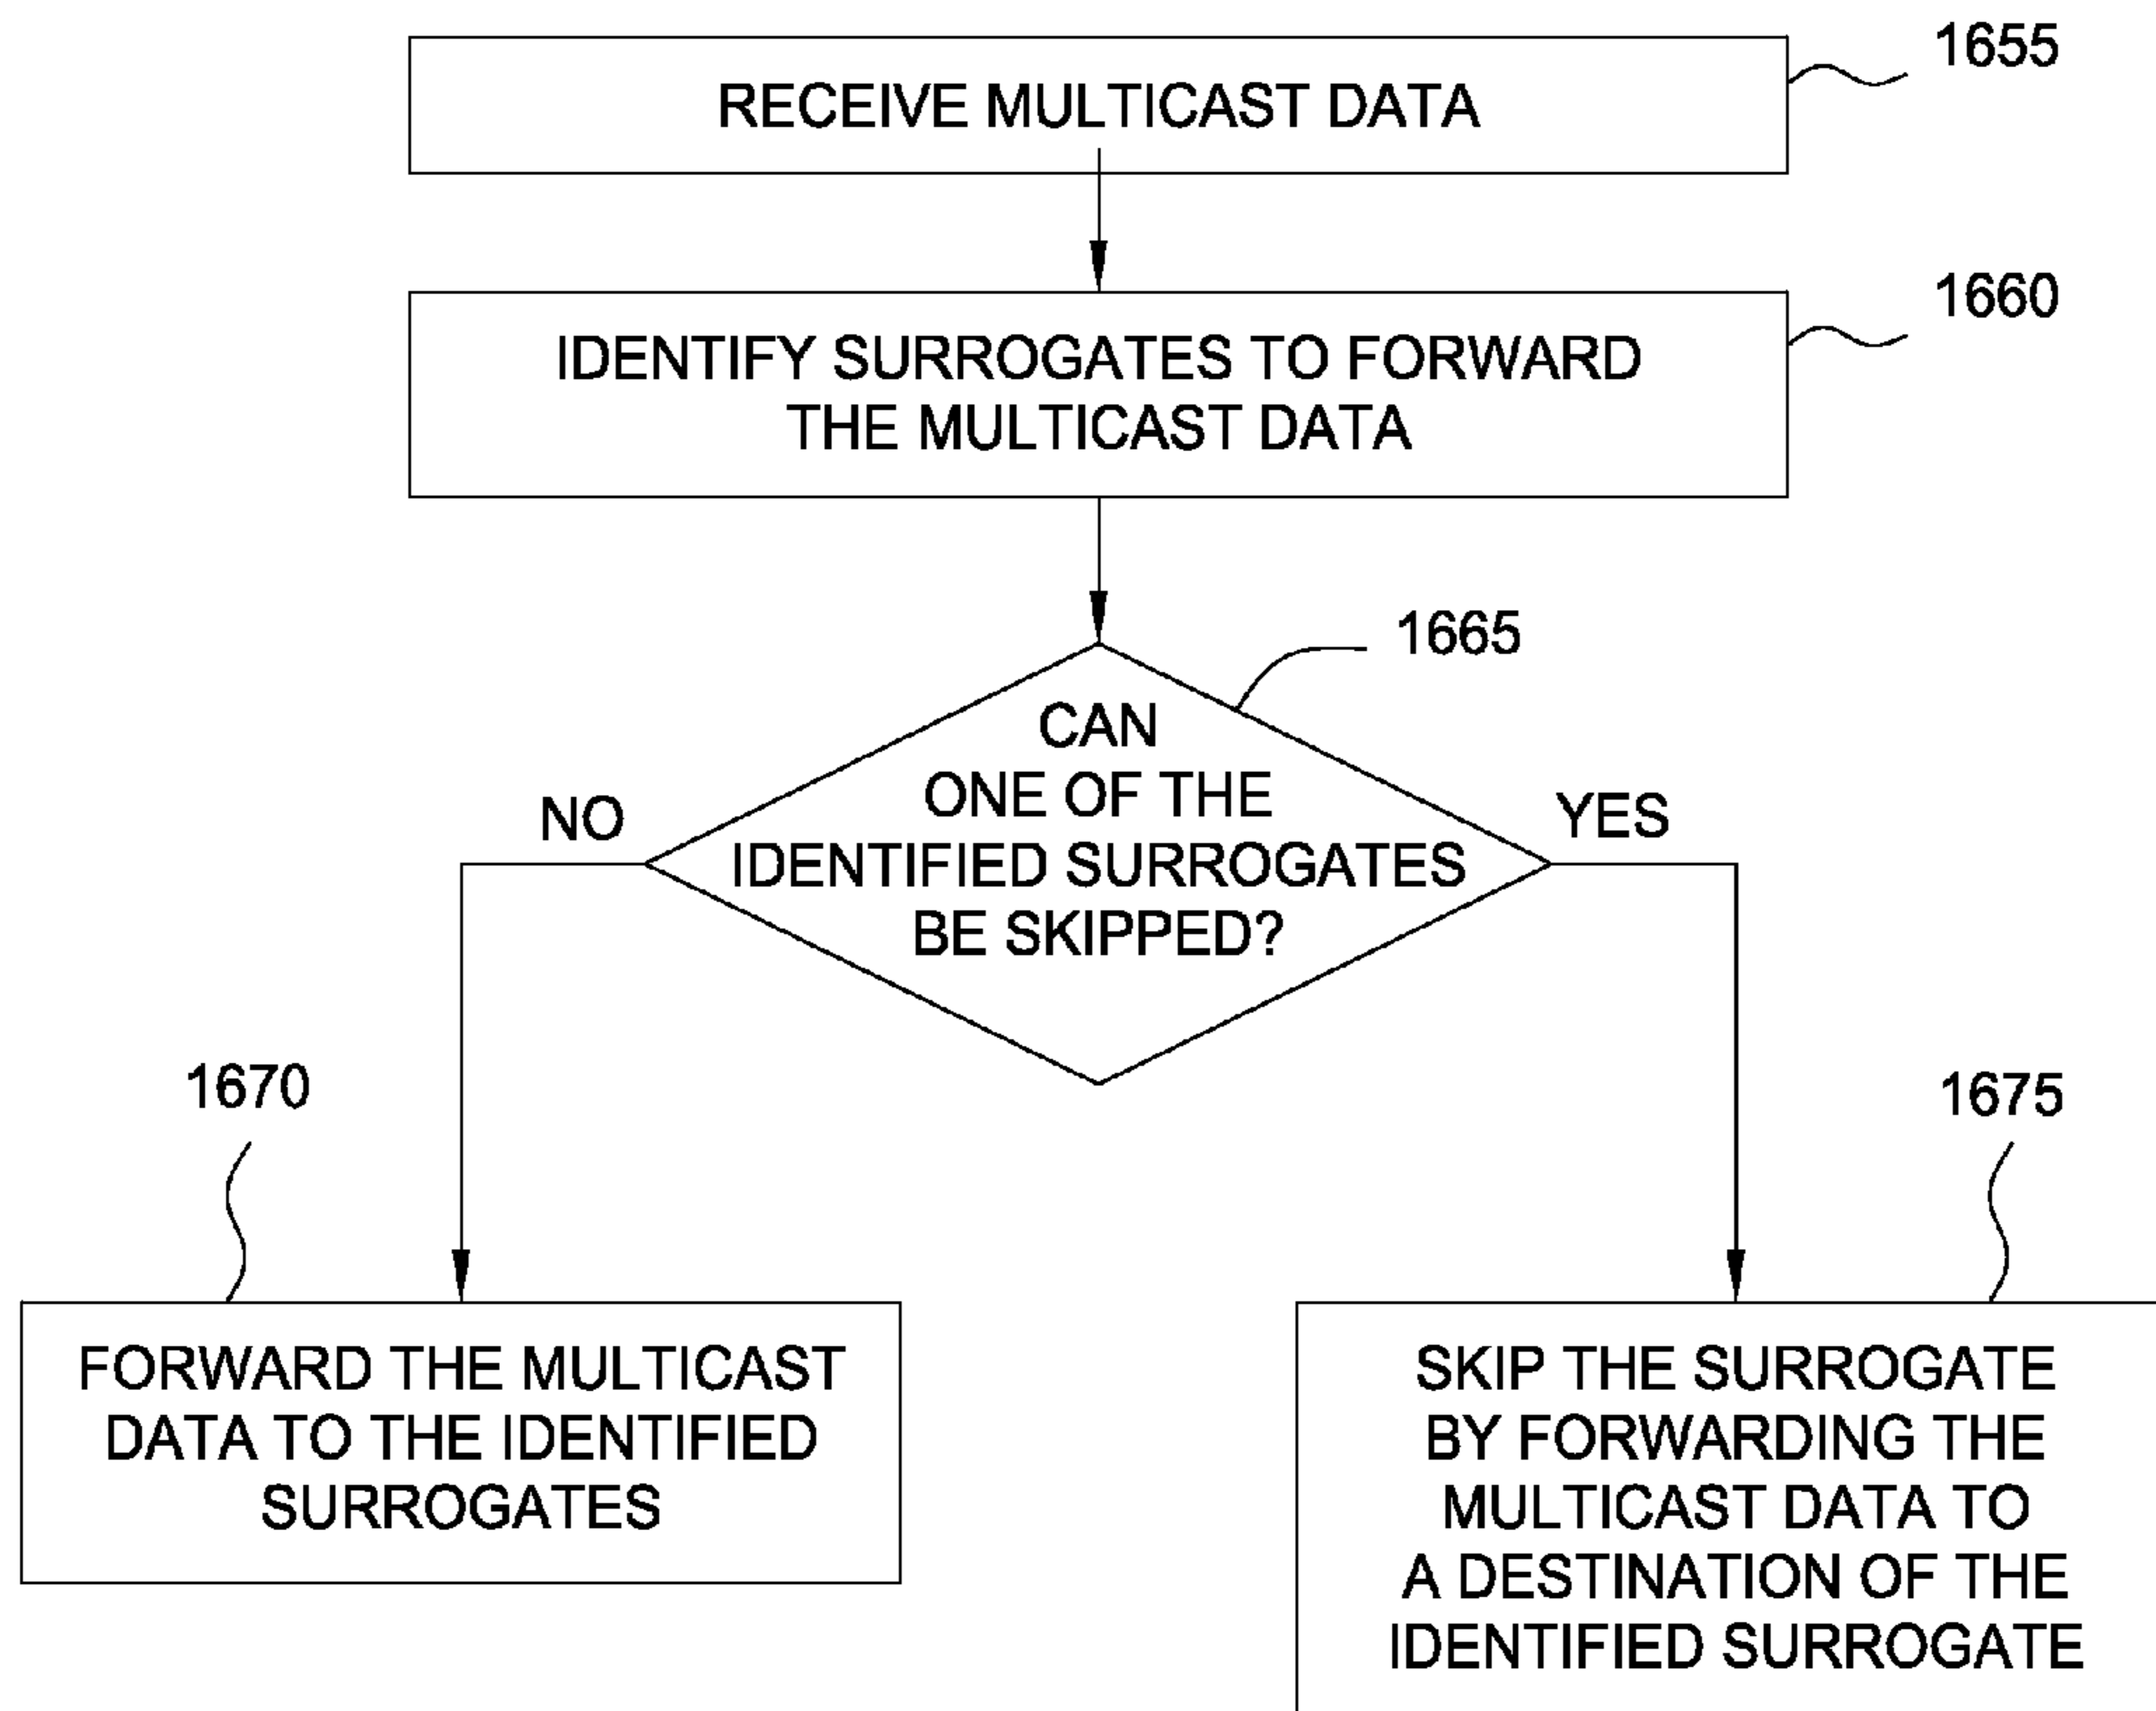 1655
RECEIVE MULTICAST DATA
1660
IDENTIFY SURROGATES TO FORWARD
THE MULTICAST DATA
1665
CAN
ONE OF THE
IDENTIFIED SURROGATES
BE SKIPPED?
NO
YES
1670
FORWARD THE MULTICAST
DATA TO THE IDENTIFIED
SURROGATES
1675
SKIP THE SURROGATE
BY FORWARDING THE
MULTICAST DATA TO
A DESTINATION OF THE
IDENTIFIED SURROGATE